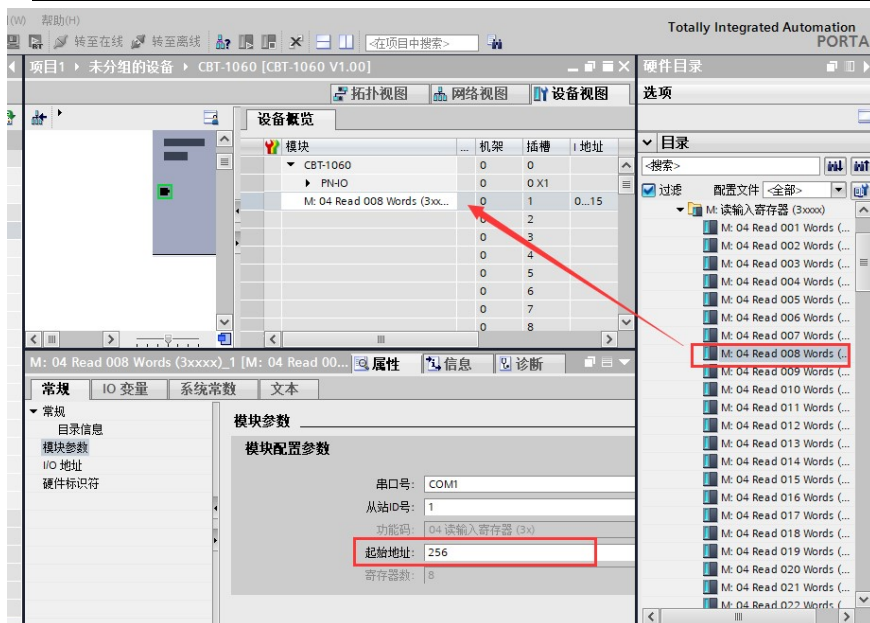 (W) 帮助(H)
Totally Integrated Automation
PORTA
转至在线 转至离线 <在项目中搜索>
项目1 ▸ 未分组的设备 ▸ CBT-1060 [CBT-1060 V1.00]
硬件目录
拓扑视图 网络视图 设备视图
选项
设备概览
模块 ... 机架 插槽 I 地址
CBT-1060 0 0
PN-IO 0 0 X1
M: 04 Read 008 Words (3xx... 0 1 0...15
0 2
0 3
0 4
0 5
0 6
0 7
0 8
目录
<搜索>
过滤 配置文件 <全部>
M: 读输入寄存器 (3xxxx)
M: 04 Read 001 Words (...
M: 04 Read 002 Words (...
M: 04 Read 003 Words (...
M: 04 Read 004 Words (...
M: 04 Read 005 Words (...
M: 04 Read 006 Words (...
M: 04 Read 007 Words (...
M: 04 Read 008 Words (..
M: 04 Read 009 Words (...
M: 04 Read 010 Words (...
M: 04 Read 011 Words (...
M: 04 Read 012 Words (...
M: 04 Read 013 Words (...
M: 04 Read 014 Words (...
M: 04 Read 015 Words (...
M: 04 Read 016 Words (...
M: 04 Read 017 Words (...
M: 04 Read 018 Words (...
M: 04 Read 019 Words (...
M: 04 Read 020 Words (...
M: 04 Read 021 Words (...
M: 04 Read 022 Words (
M: 04 Read 008 Words (3xxxx)_1 [M: 04 Read 00... 属性 信息 诊断
常规 IO 变量 系统常数 文本
常规
目录信息
模块参数
I/O 地址
硬件标识符
模块参数
模块配置参数
串口号: COM1
从站ID号: 1
功能码: 04 读输入寄存器 (3x)
起始地址: 256
寄存器数: 8